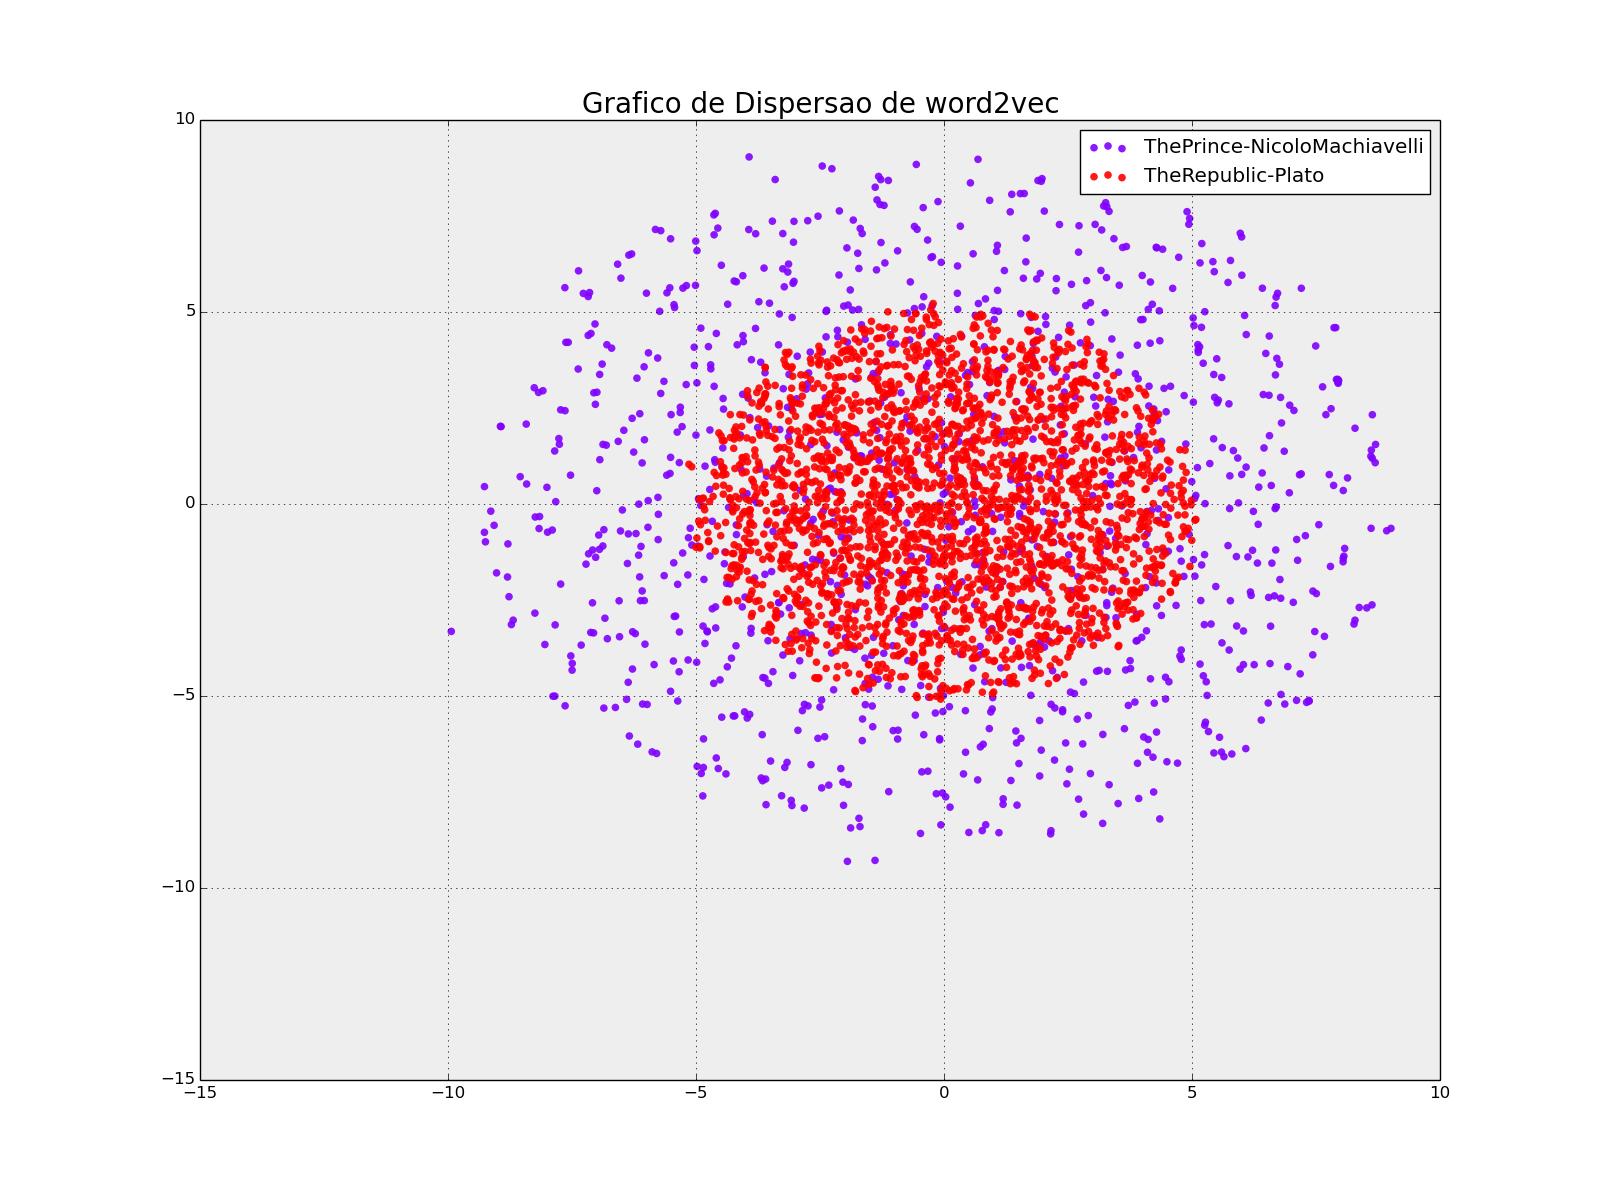 Grafico de Dispersao de word2vec
10
ThePrince-NicoloMachiavelli
TheRepublic-Plato
5
0
−5
−10
−15
−15 −10 −5 0 5 10